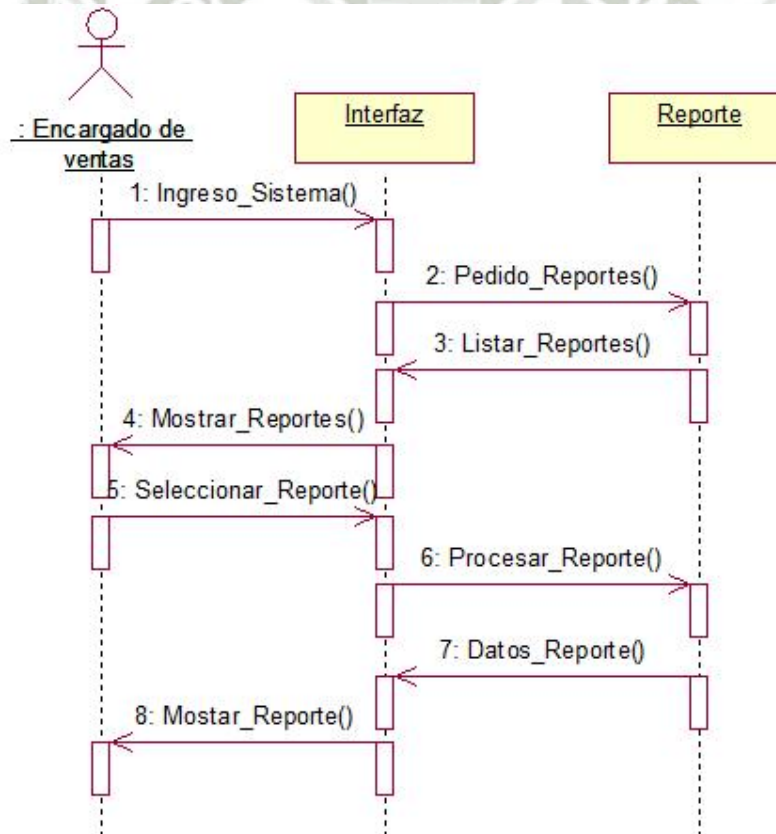 : Encargado de
ventas
Interfaz
Reporte
1: Ingreso_Sistema()
2: Pedido_Reportes()
3: Listar_Reportes()
4: Mostrar_Reportes()
5: Seleccionar_Reporte()
6: Procesar_Reporte()
7: Datos_Reporte()
8: Mostar_Reporte()